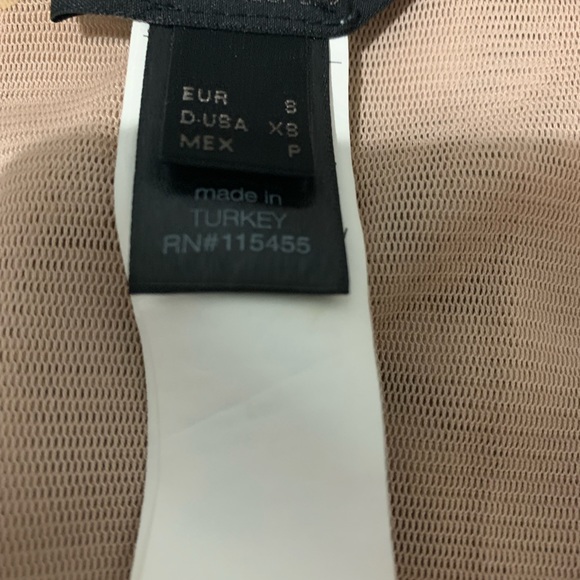 EUR S
D-USA XS
MEX P
made in
TURKEY
RN#115455